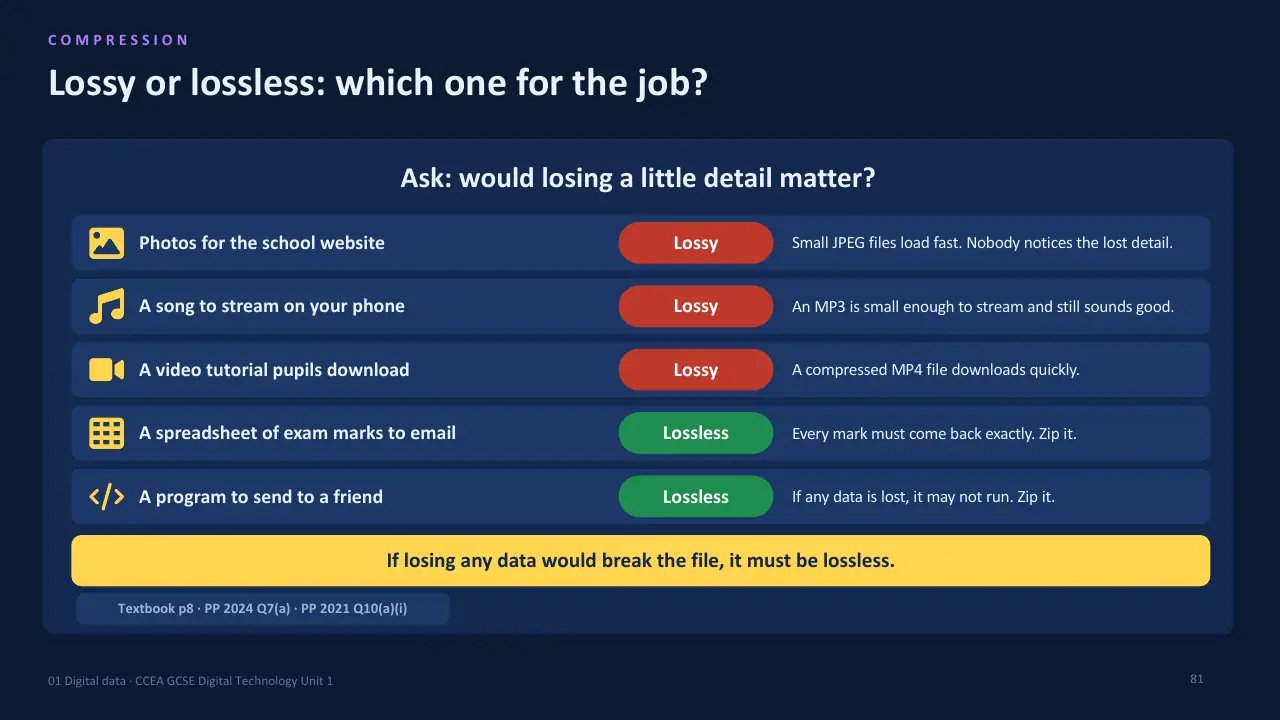 COMPRESSION
Lossy or lossless: which one for the job?
Ask: would losing a little detail matter?
Photos for the school website
Lossy
Small JPEG files load fast. Nobody notices the lost detail.
A song to stream on your phone
Lossy
An MP3 is small enough to stream and still sounds good.
A video tutorial pupils download
Lossy
A compressed MP4 file downloads quickly.
A spreadsheet of exam marks to email
Lossless
Every mark must come back exactly. Zip it.
A program to send to a friend
Lossless
If any data is lost, it may not run. Zip it.
If losing any data would break the file, it must be lossless.
Textbook p8 · PP 2024 Q7(a) · PP 2021 Q10(a)(i)
01 Digital data · CCEA GCSE Digital Technology Unit 1
81